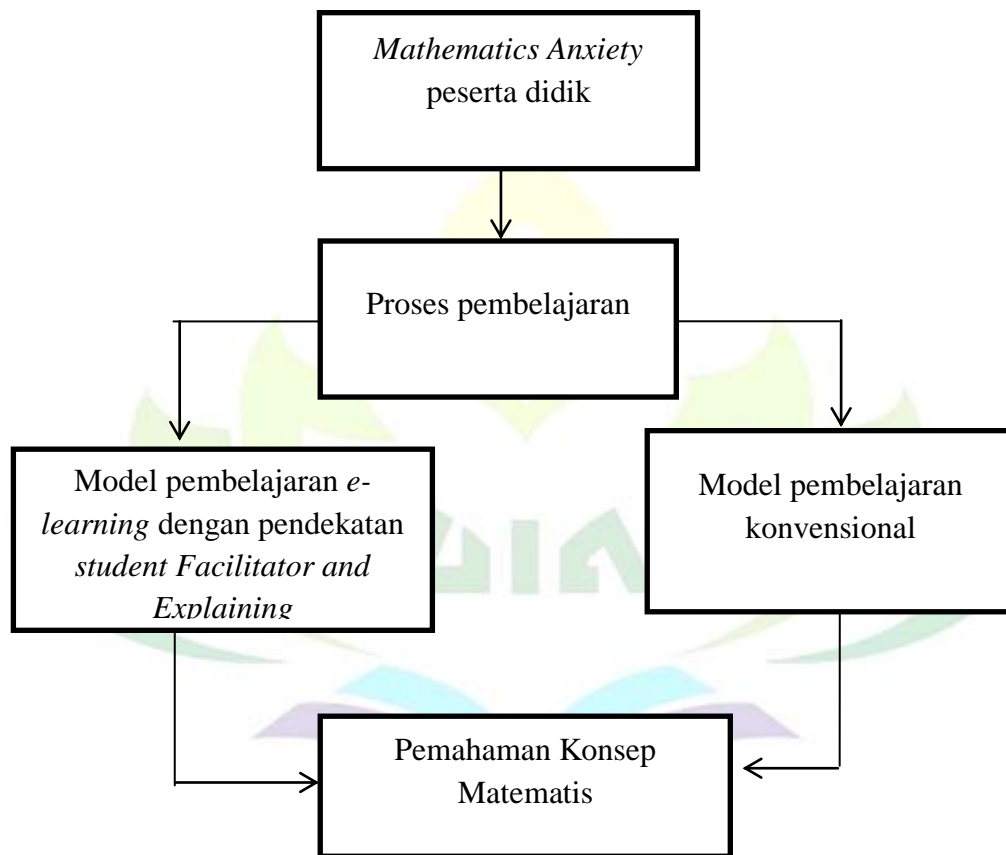 Mathematics Anxiety
peserta didik
Proses pembelajaran
Model pembelajaran e-
learning dengan pendekatan
student Facilitator and
Explaining
Model pembelajaran
konvensional
Pemahaman Konsep
Matematis